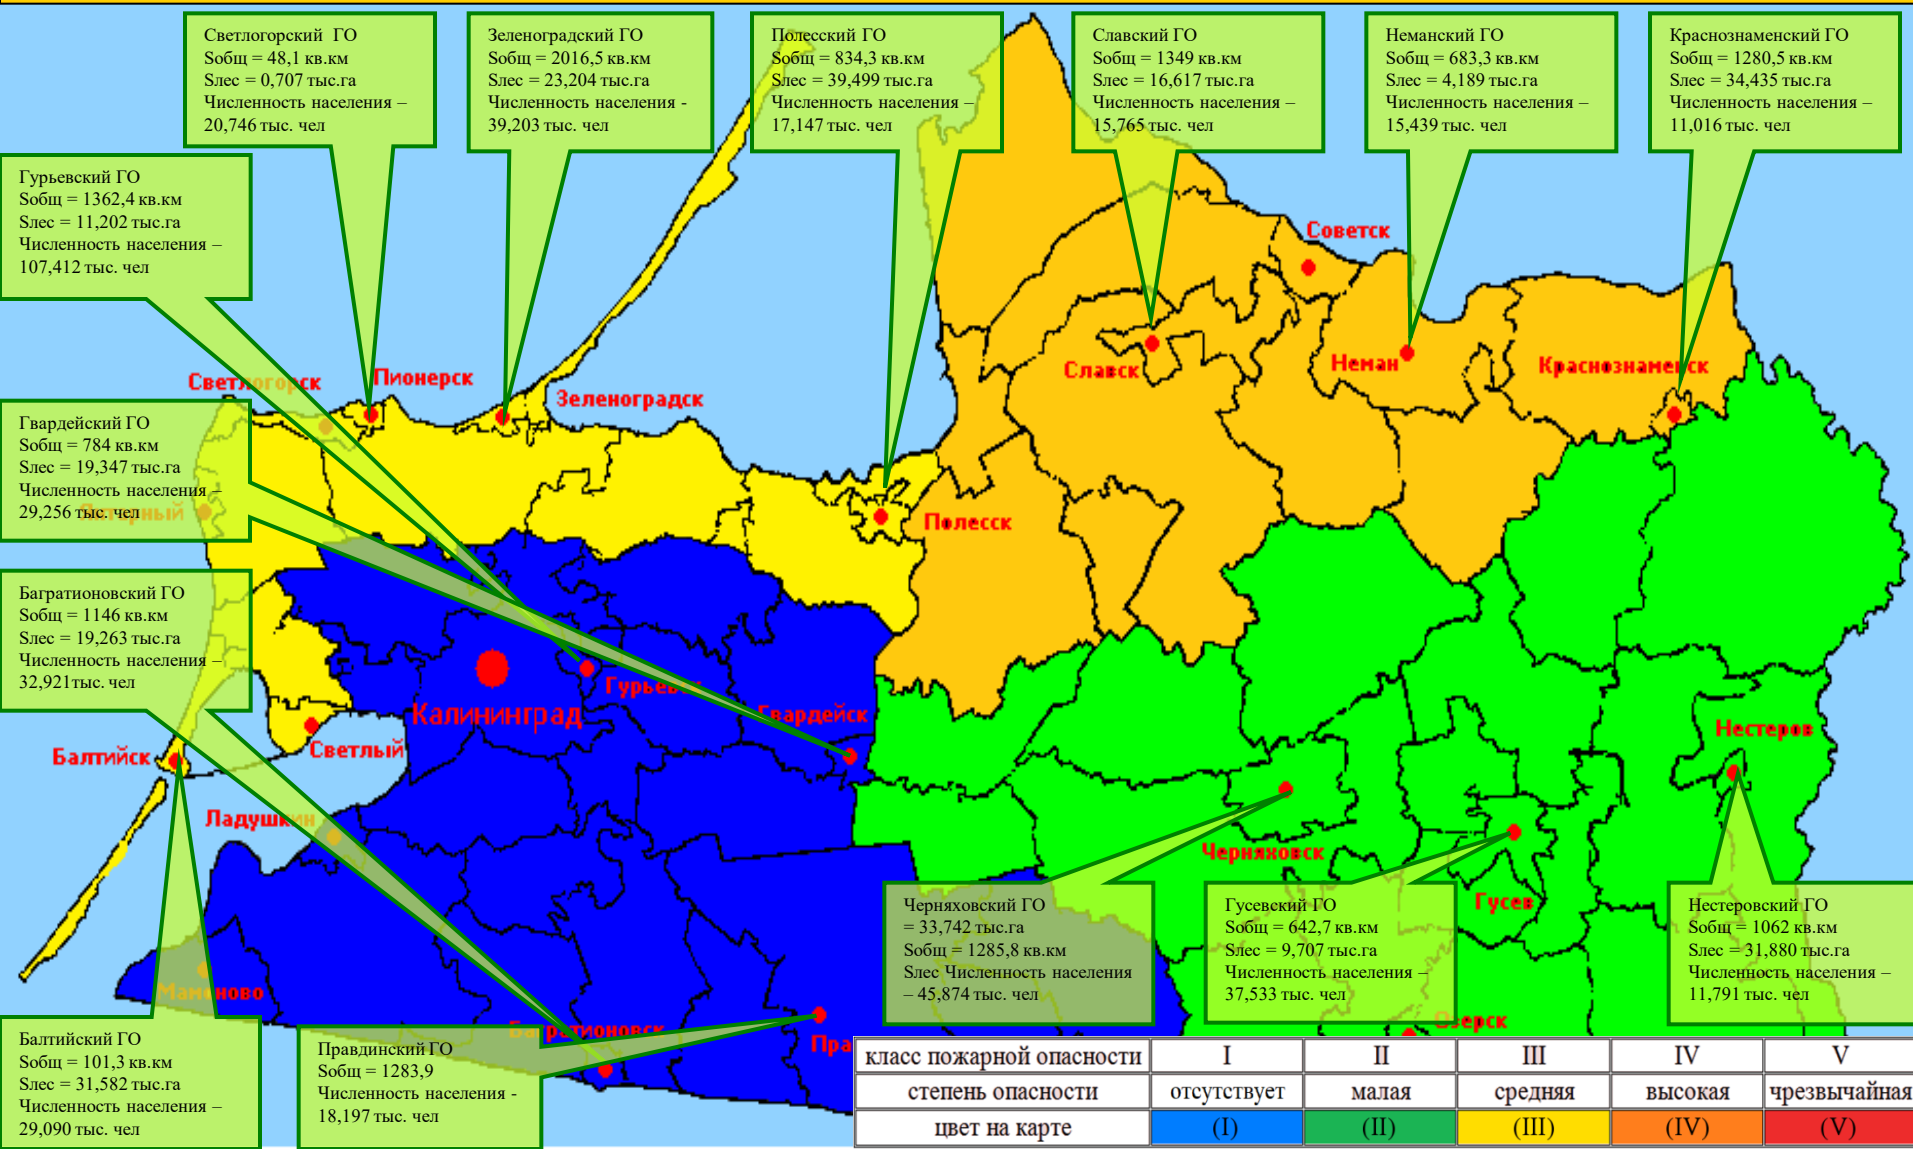 Светлогорский ГО
Sобщ = 48,1 кв.км
Sлес = 0,707 тыс.га
Численность населения –
20,746 тыс. чел
Зеленоградский ГО
Sобщ = 2016,5 кв.км
Sлес = 23,204 тыс.га
Численность населения -
39,203 тыс. чел
Полесский ГО
Sобщ = 834,3 кв.км
Sлес = 39,499 тыс.га
Численность населения –
17,147 тыс. чел
Славский ГО
Sобщ = 1349 кв.км
Sлес = 16,617 тыс.га
Численность населения –
15,765 тыс. чел
Неманский ГО
Sобщ = 683,3 кв.км
Sлес = 4,189 тыс.га
Численность населения –
15,439 тыс. чел
Краснознаменский ГО
Sобщ = 1280,5 кв.км
Sлес = 34,435 тыс.га
Численность населения –
11,016 тыс. чел
Гурьевский ГО
Sобщ = 1362,4 кв.км
Sлес = 11,202 тыс.га
Численность населения –
107,412 тыс. чел
Советск
Славск
Неман
Краснознаменск
Светлогорск
Пионерск
Зеленоградск
Гвардейский ГО
Sобщ = 784 кв.км
Sлес = 19,347 тыс.га
Численность населения –
29,256 тыс. чел
Янтарный
Полесск
Багратионовский ГО
Sобщ = 1146 кв.км
Sлес = 19,263 тыс.га
Численность населения –
32,921тыс. чел
Гурьевск
Калининград
Гвардейск
Нестеров
Балтийск
Светлый
Ладушкин
Черняховск
Гусев
Черняховский ГО
= 33,742 тыс.га
Sобщ = 1285,8 кв.км
Sлес Численность населения
– 45,874 тыс. чел
Гусевский ГО
Sобщ = 642,7 кв.км
Sлес = 9,707 тыс.га
Численность населения –
37,533 тыс. чел
Нестеровский ГО
Sобщ = 1062 кв.км
Sлес = 31,880 тыс.га
Численность населения –
11,791 тыс. чел
Мамоново
Багратионовск
Озерск
Пра
Балтийский ГО
Sобщ = 101,3 кв.км
Sлес = 31,582 тыс.га
Численность населения –
29,090 тыс. чел
Правдинский ГО
Sобщ = 1283,9
Численность населения -
18,197 тыс. чел
класс пожарной опасности I II III IV V
степень опасности отсутствует малая средняя высокая чрезвычайная
цвет на карте (I) (II) (III) (IV) (V)